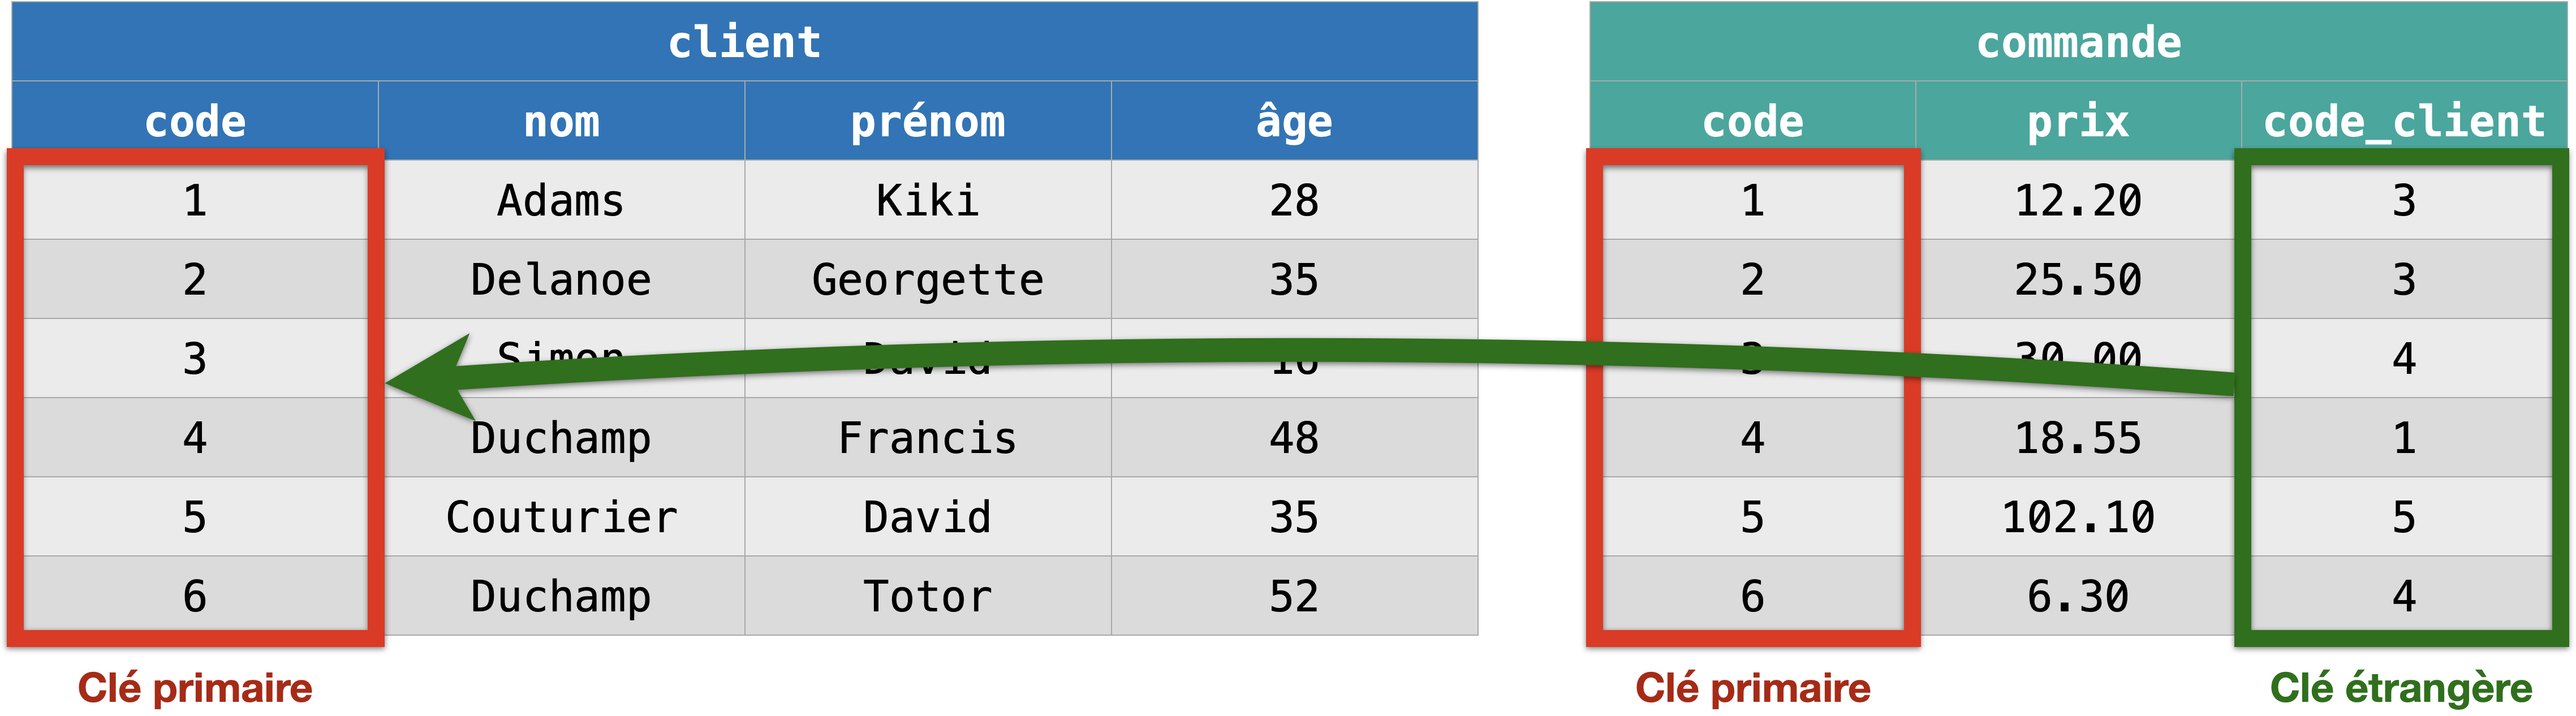 client
code nom prénom âge
1 Adams Kiki 28
2 Delanoe Georgette 35
3 Simon David 16
4 Duchamp Francis 48
5 Couturier David 35
6 Duchamp Totor 52
Clé primaire
commande
code prix code_client
1 12.20 3
2 25.50 3
3 30.00 4
4 18.55 1
5 102.10 5
6 6.30 4
Clé primaire
Clé étrangère